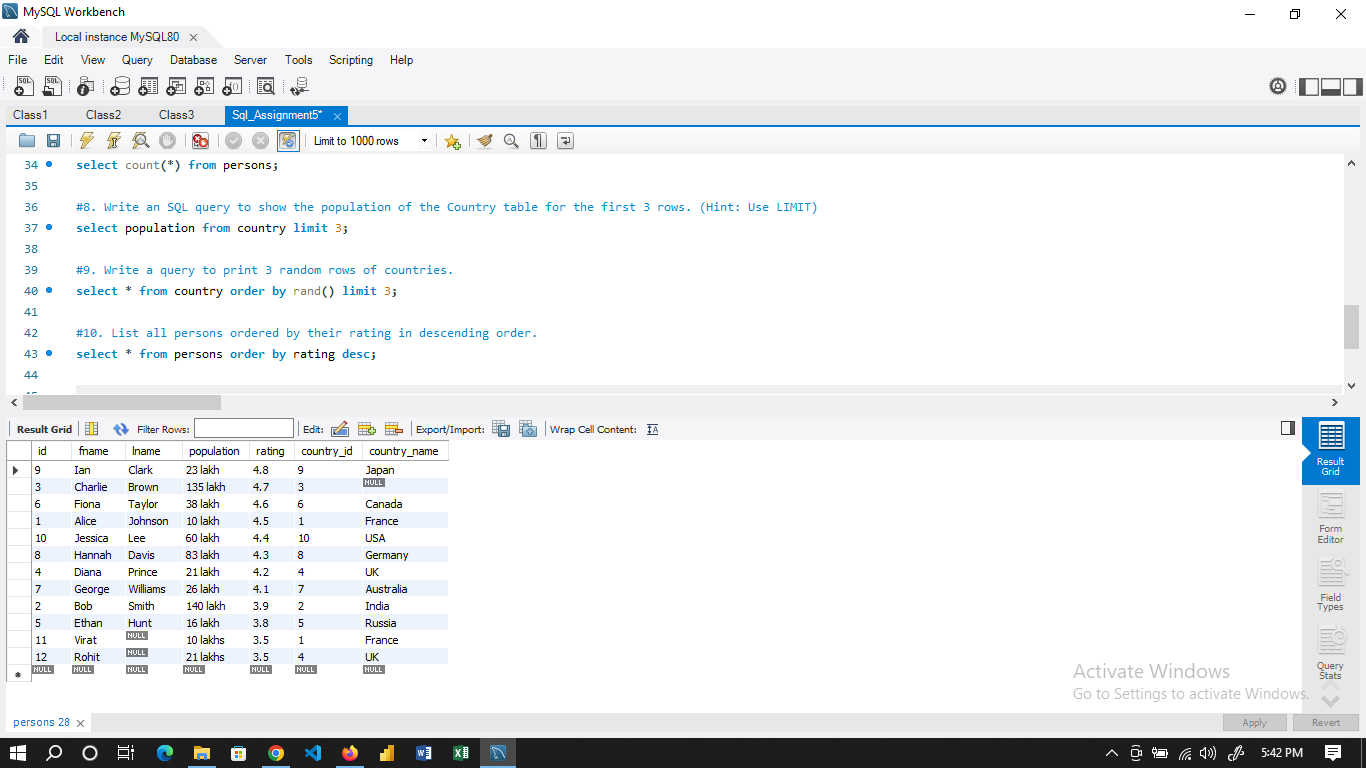 MySQL Workbench
Local instance MySQL80
File Edit View Query Database Server Tools Scripting Help
Class1 Class2 Class3 Sql_Assignment5*
Limit to 1000 rows
34 select count(*) from persons;
35
36 #8. Write an SQL query to show the population of the Country table for the first 3 rows. (Hint: Use LIMIT)
37 select population from country limit 3;
38
39 #9. Write a query to print 3 random rows of countries.
40 select * from country order by rand() limit 3;
41
42 #10. List all persons ordered by their rating in descending order.
43 select * from persons order by rating desc;
44
Result Grid Filter Rows: Edit: Export/Import: Wrap Cell Content:
id fname lname population rating country_id country_name
9 Ian Clark 23 lakh 4.8 9 Japan
3 Charlie Brown 135 lakh 4.7 3 NULL
6 Fiona Taylor 38 lakh 4.6 6 Canada
1 Alice Johnson 10 lakh 4.5 1 France
10 Jessica Lee 60 lakh 4.4 10 USA
8 Hannah Davis 83 lakh 4.3 8 Germany
4 Diana Prince 21 lakh 4.2 4 UK
7 George Williams 26 lakh 4.1 7 Australia
2 Bob Smith 140 lakh 3.9 2 India
5 Ethan Hunt 16 lakh 3.8 5 Russia
11 Virat NULL 10 lakhs 3.5 1 France
12 Rohit NULL 21 lakhs 3.5 4 UK
NULL NULL NULL NULL NULL NULL NULL
Result
Grid
Form
Editor
Field
Types
Query
Stats
Activate Windows
Go to Settings to activate Windows.
persons 28
Apply Revert
5:42 PM